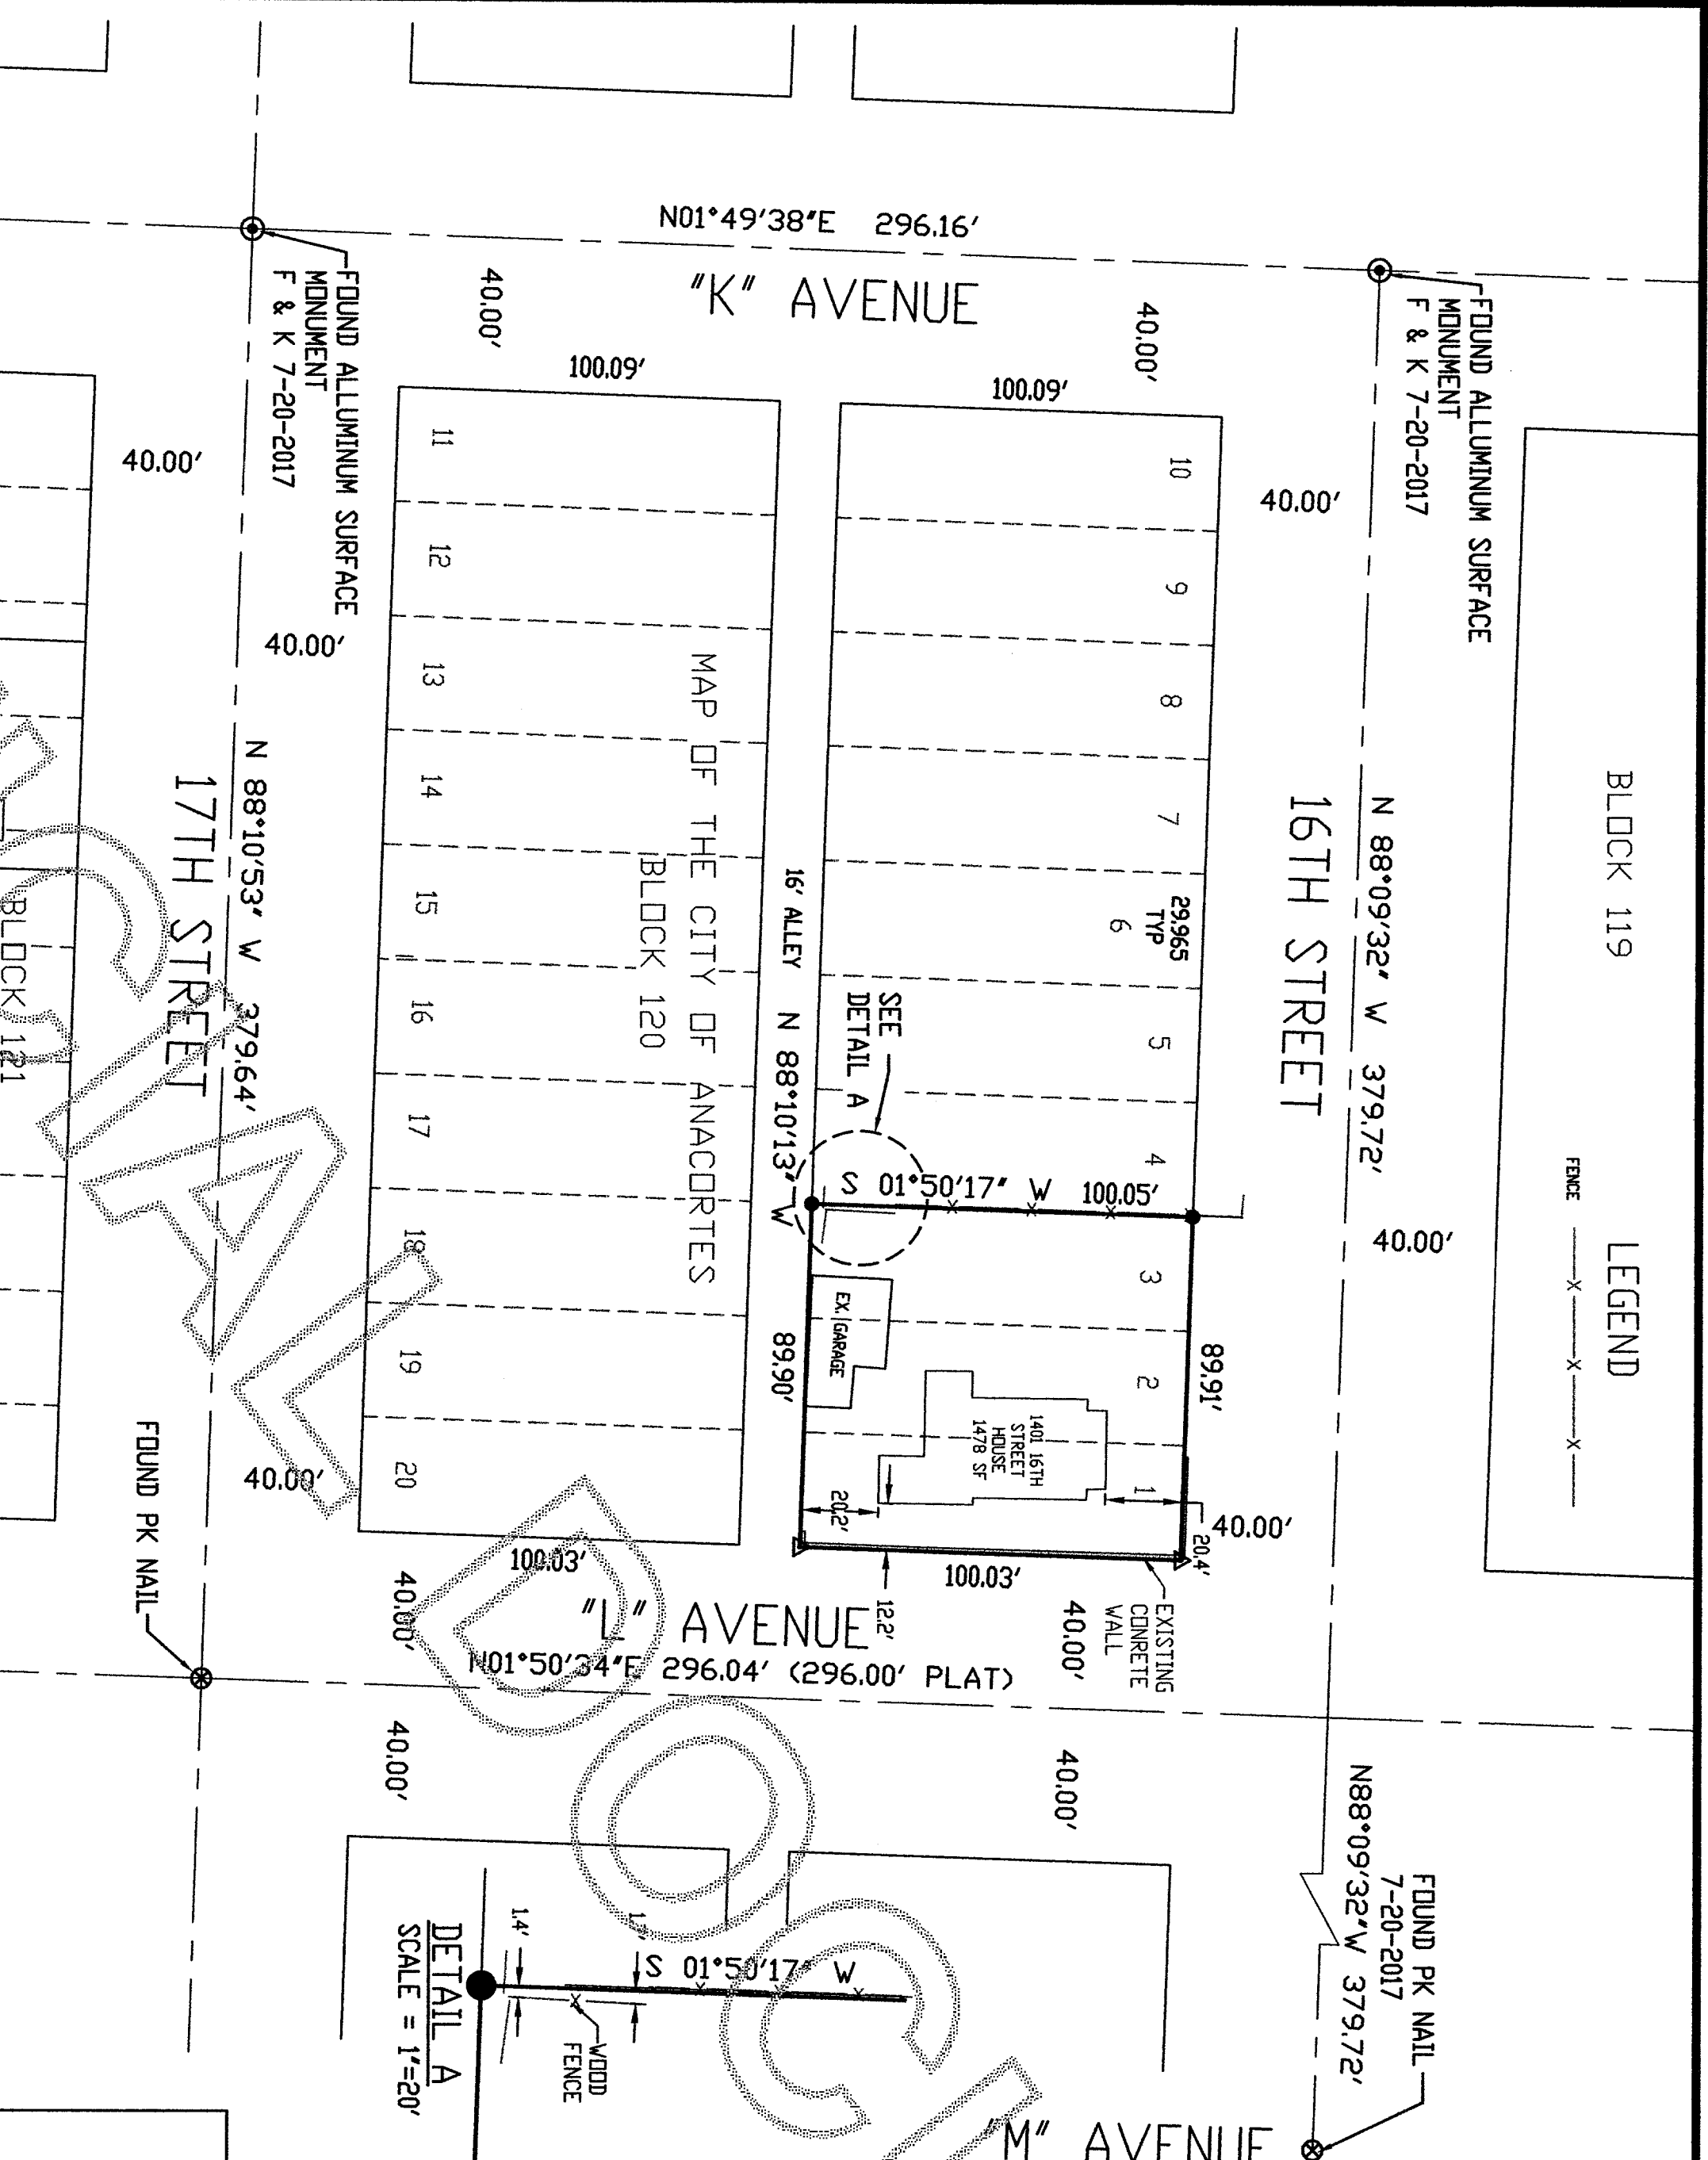 BLOCK 119
LEGEND
FENCE
X X X
FOUND ALLUMINUM SURFACE
MONUMENT
F & K 7-20-2017
N 88°09'32" W 379.72'
16TH STREET
40.00'
40.00'
40.00'
FOUND PK NAIL
7-20-2017
N88°09'32"W 379.72'
"K" AVENUE
N01°49'38"E 296.16'
40.00'
40.00'
100.09'
100.09'
10
9
8
7
29.965
TYP
6
5
4
3
2
1
89.91'
S 01°50'17" W 100.05'
SEE
DETAIL A
EX. GARAGE
1401 16TH
STREET
HOUSE
1478 SF
20.4'
20.2'
12.2'
EXISTING
CONRETE
WALL
100.03'
89.90'
16' ALLEY N 88°10'13" W
MAP OF THE CITY OF ANACORTES
BLOCK 120
11
12
13
14
15
16
17
18
19
20
100.03'
40.00'
40.00'
"L" AVENUE
N01°50'34"E 296.04' (296.00' PLAT)
40.00'
40.00'
"M" AVENUE
FOUND ALLUMINUM SURFACE
MONUMENT
F & K 7-20-2017
40.00'
40.00'
40.00'
N 88°10'53" W 379.64'
17TH STREET
FOUND PK NAIL
BLOCK 121
S 01°50'17" W
1.4'
WOOD
FENCE
DETAIL A
SCALE = 1"=20'
CIAL DOC